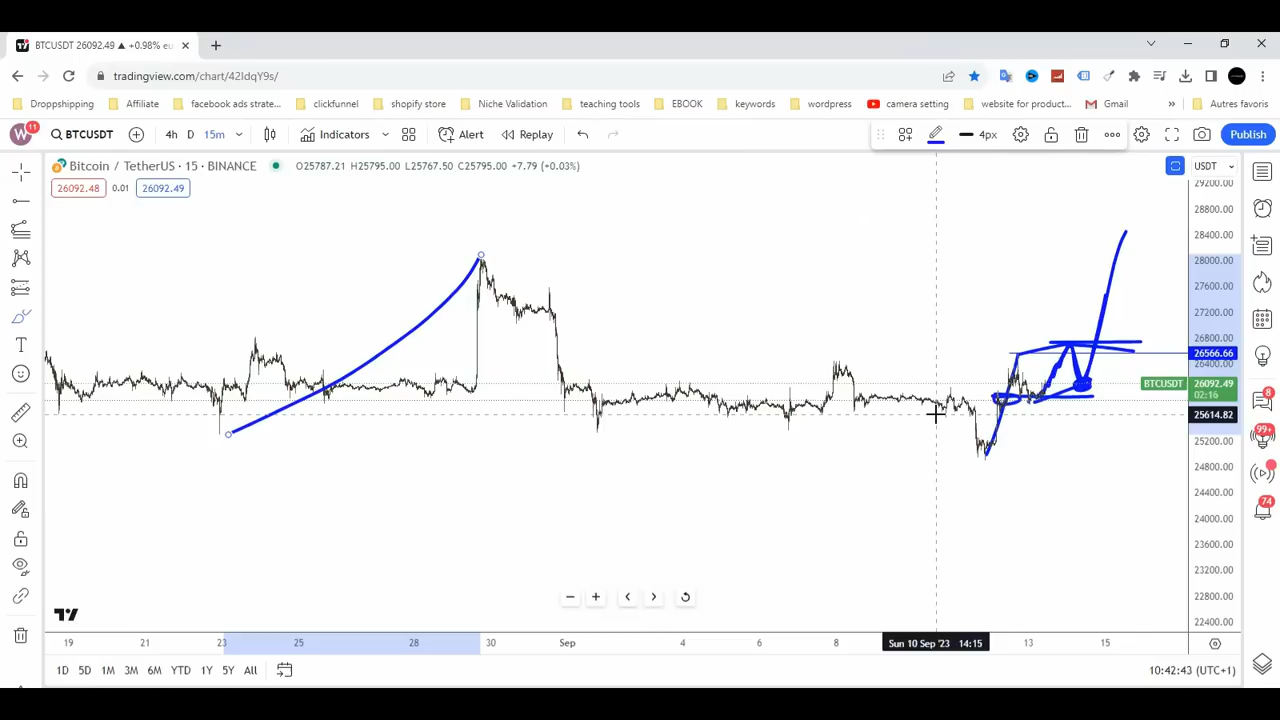 BTCUSDT 26092.49 ▲ +0.98% eu
tradingview.com/chart/42IdqY9s/
Droppshipping Affiliate facebook ads strate... clickfunnel shopify store Niche Validation teaching tools EBOOK keywords wordpress camera setting website for product... Gmail » Autres favoris
W 11 BTCUSDT 4h D 15m Indicators Alert Replay 4px Publish
Bitcoin / TetherUS · 15 · BINANCE O25787.21 H25795.00 L25767.50 C25795.00 +7.79 (+0.03%) USDT
26092.48 0.01 26092.49
29200.00
28800.00
28400.00
28000.00
27600.00
27200.00
26800.00
26566.66
26400.00
BTCUSDT 26092.49
02:16
25614.82
25200.00
24800.00
24400.00
24000.00
23600.00
23200.00
22800.00
22400.00
8
99+
74
19 21 23 25 28 30 Sep 4 6 8 Sun 10 Sep '23 14:15 13 15
1D 5D 1M 3M 6M YTD 1Y 5Y All 10:42:43 (UTC+1)